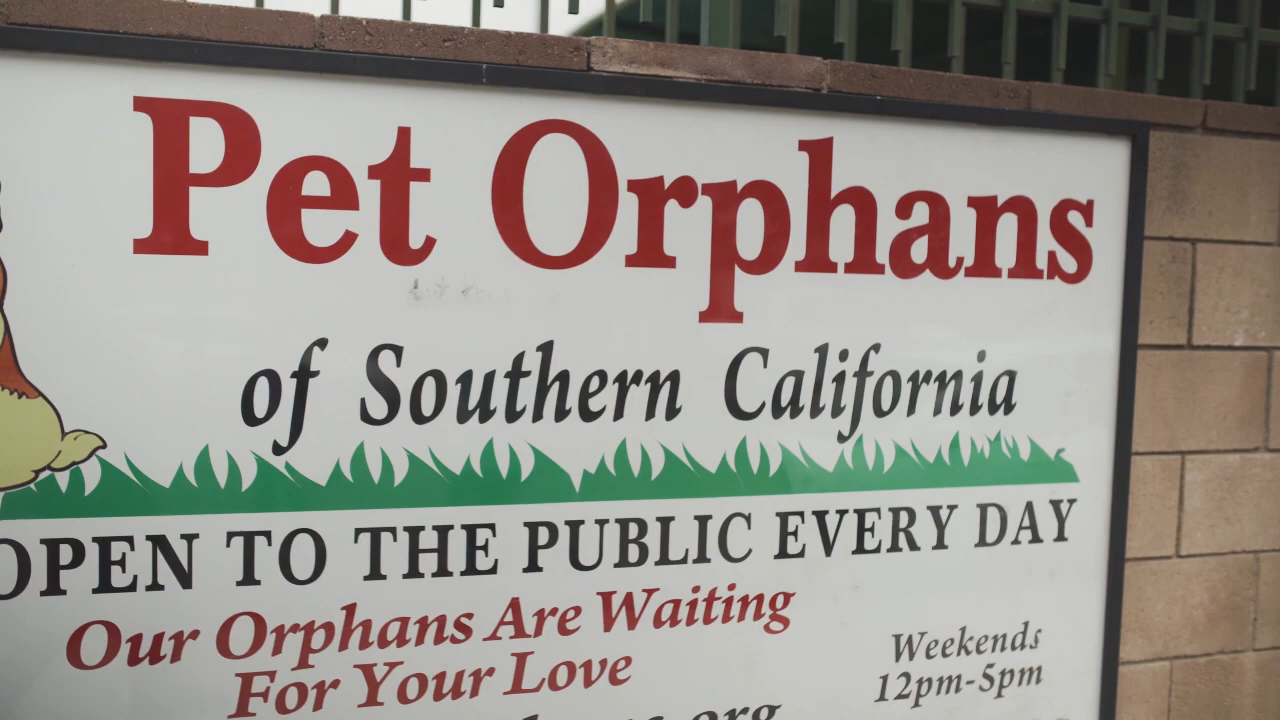 Pet Orphans
of Southern California
OPEN TO THE PUBLIC EVERY DAY
Our Orphans Are Waiting
For Your Love
Weekends
12pm-5pm